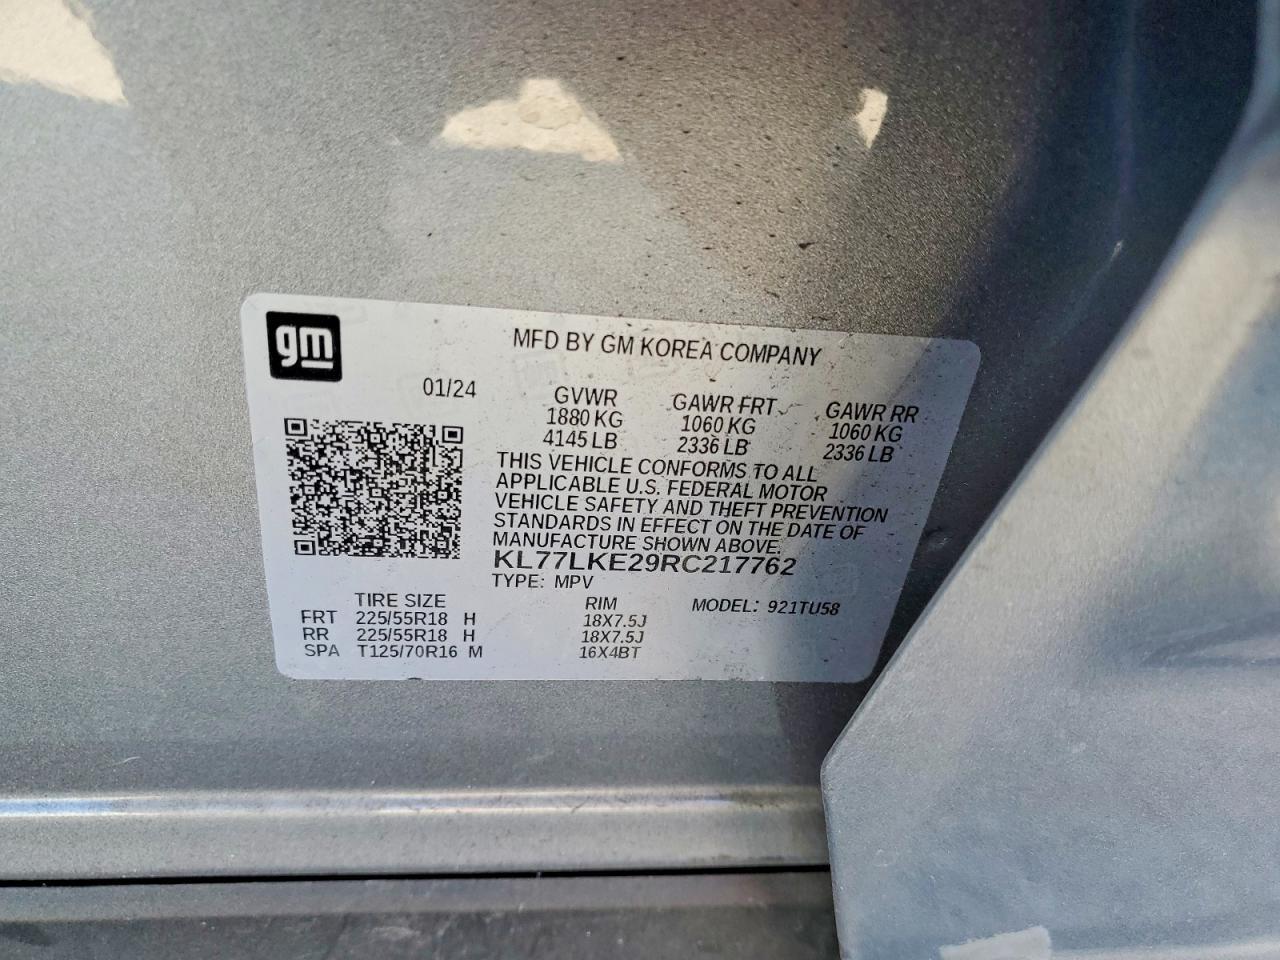 gm
MFD BY GM KOREA COMPANY
01/24
GVWR GAWR FRT GAWR RR
1880 KG 1060 KG 1060 KG
4145 LB 2336 LB 2336 LB
THIS VEHICLE CONFORMS TO ALL
APPLICABLE U.S. FEDERAL MOTOR
VEHICLE SAFETY AND THEFT PREVENTION
STANDARDS IN EFFECT ON THE DATE OF
MANUFACTURE SHOWN ABOVE.
KL77LKE29RC217762
TYPE: MPV
TIRE SIZE RIM MODEL: 921TU58
FRT 225/55R18 H 18X7.5J
RR 225/55R18 H 18X7.5J
SPA T125/70R16 M 16X4BT